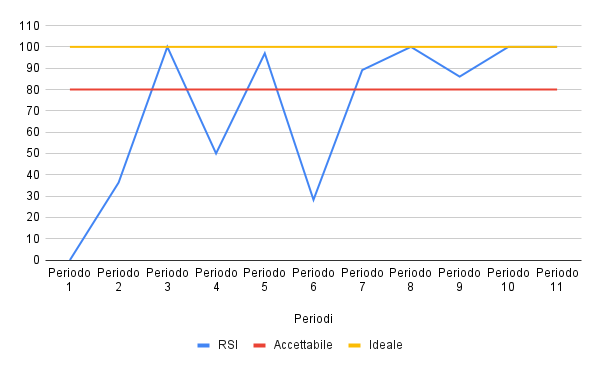 110
100
90
80
70
60
50
40
30
20
10
0
Periodo 1
Periodo 2
Periodo 3
Periodo 4
Periodo 5
Periodo 6
Periodo 7
Periodo 8
Periodo 9
Periodo 10
Periodo 11
Periodi
RSI Accettabile Ideale